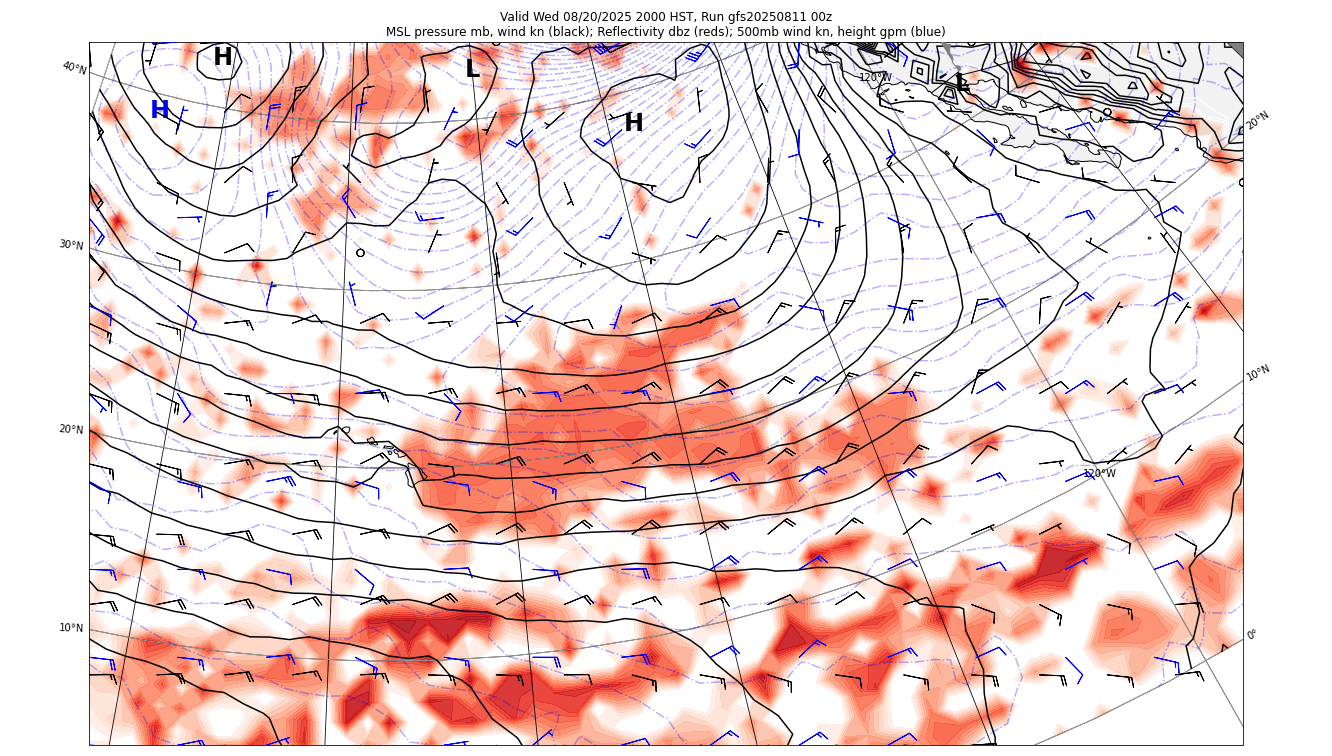 Valid Wed 08/20/2025 2000 HST, Run gfs20250811 00z
MSL pressure mb, wind kn (black); Reflectivity dbz (reds); 500mb wind kn, height gpm (blue)
H
L
40°N
120°W
L
H
H
20°N
30°N
10°N
20°N
120°W
10°N
0°